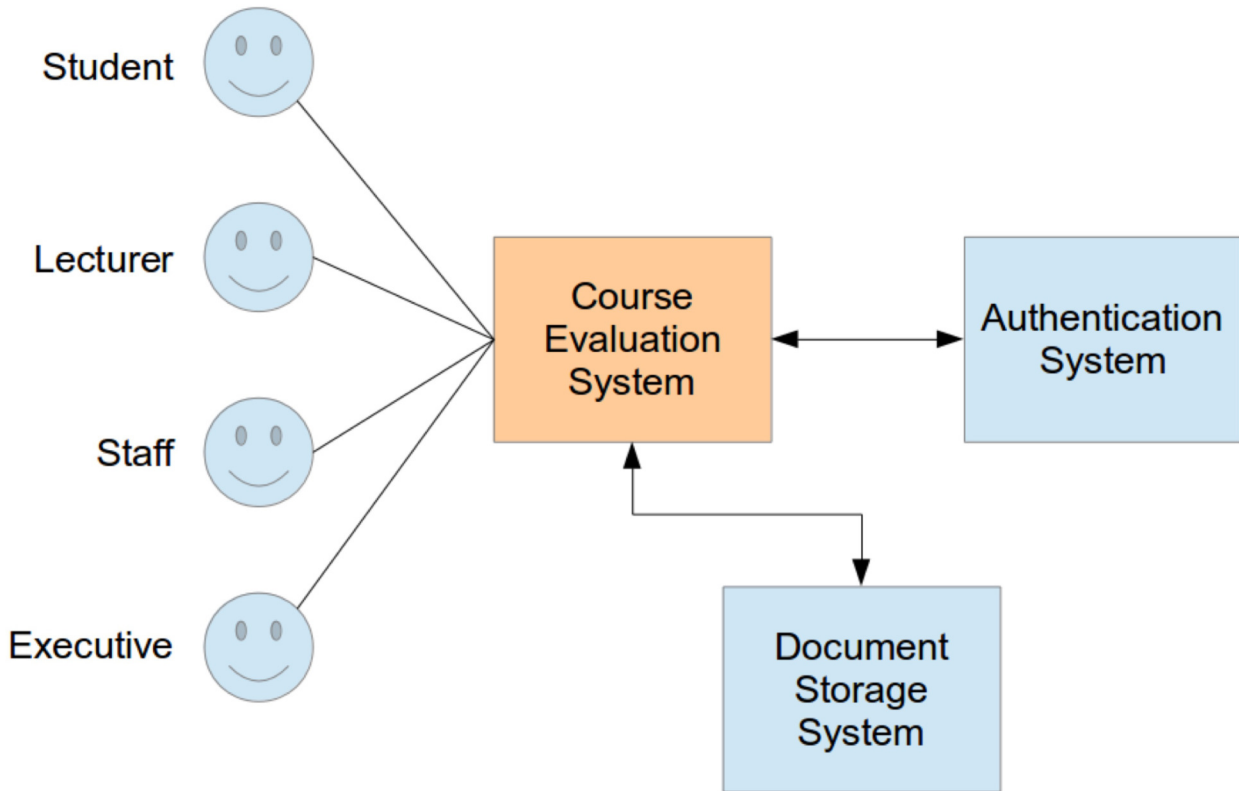 Student
Lecturer
Staff
Executive
Course
Evaluation
System
Authentication
System
Document
Storage
System